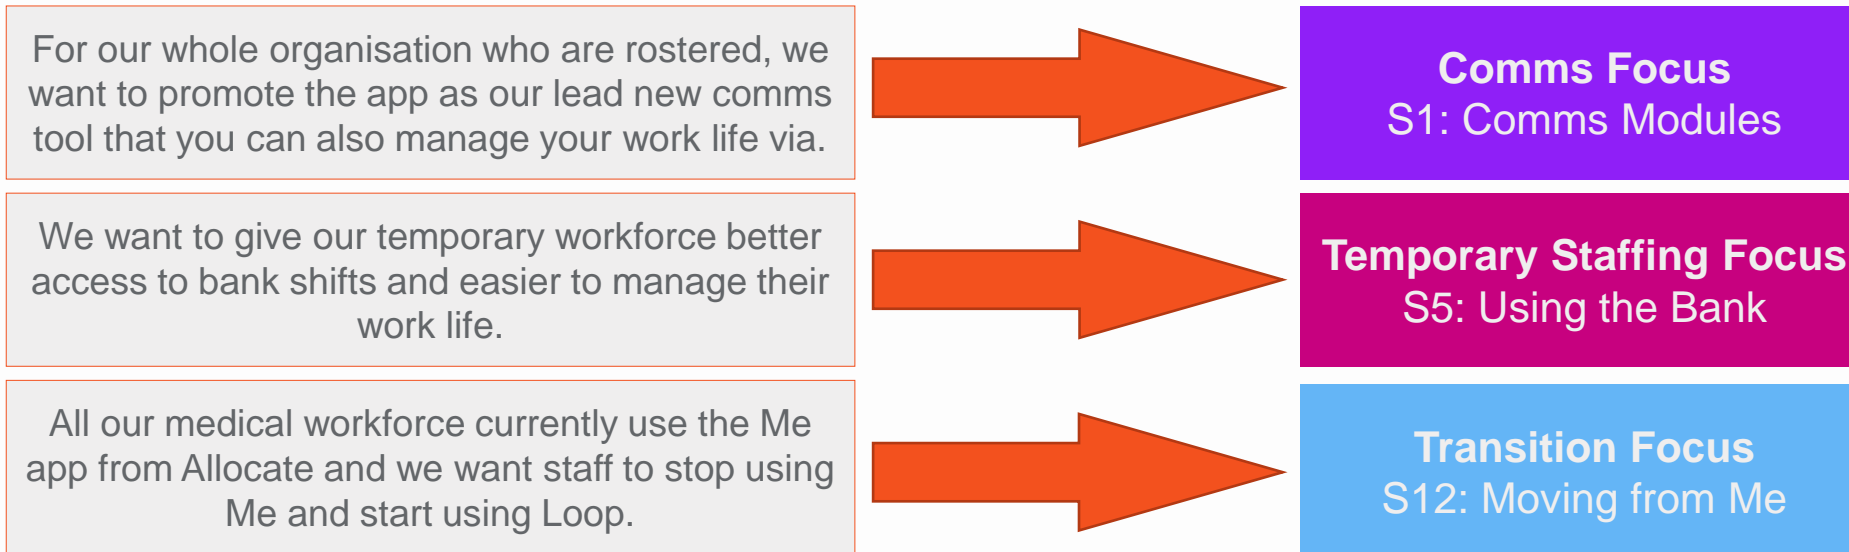 For our whole organisation who are rostered, we
want to promote the app as our lead new comms
tool that you can also manage your work life via.
Comms Focus
S1: Comms Modules
We want to give our temporary workforce better
access to bank shifts and easier to manage their
work life.
Temporary Staffing Focus
S5: Using the Bank
All our medical workforce currently use the Me
app from Allocate and we want staff to stop using
Me and start using Loop.
Transition Focus
S12: Moving from Me